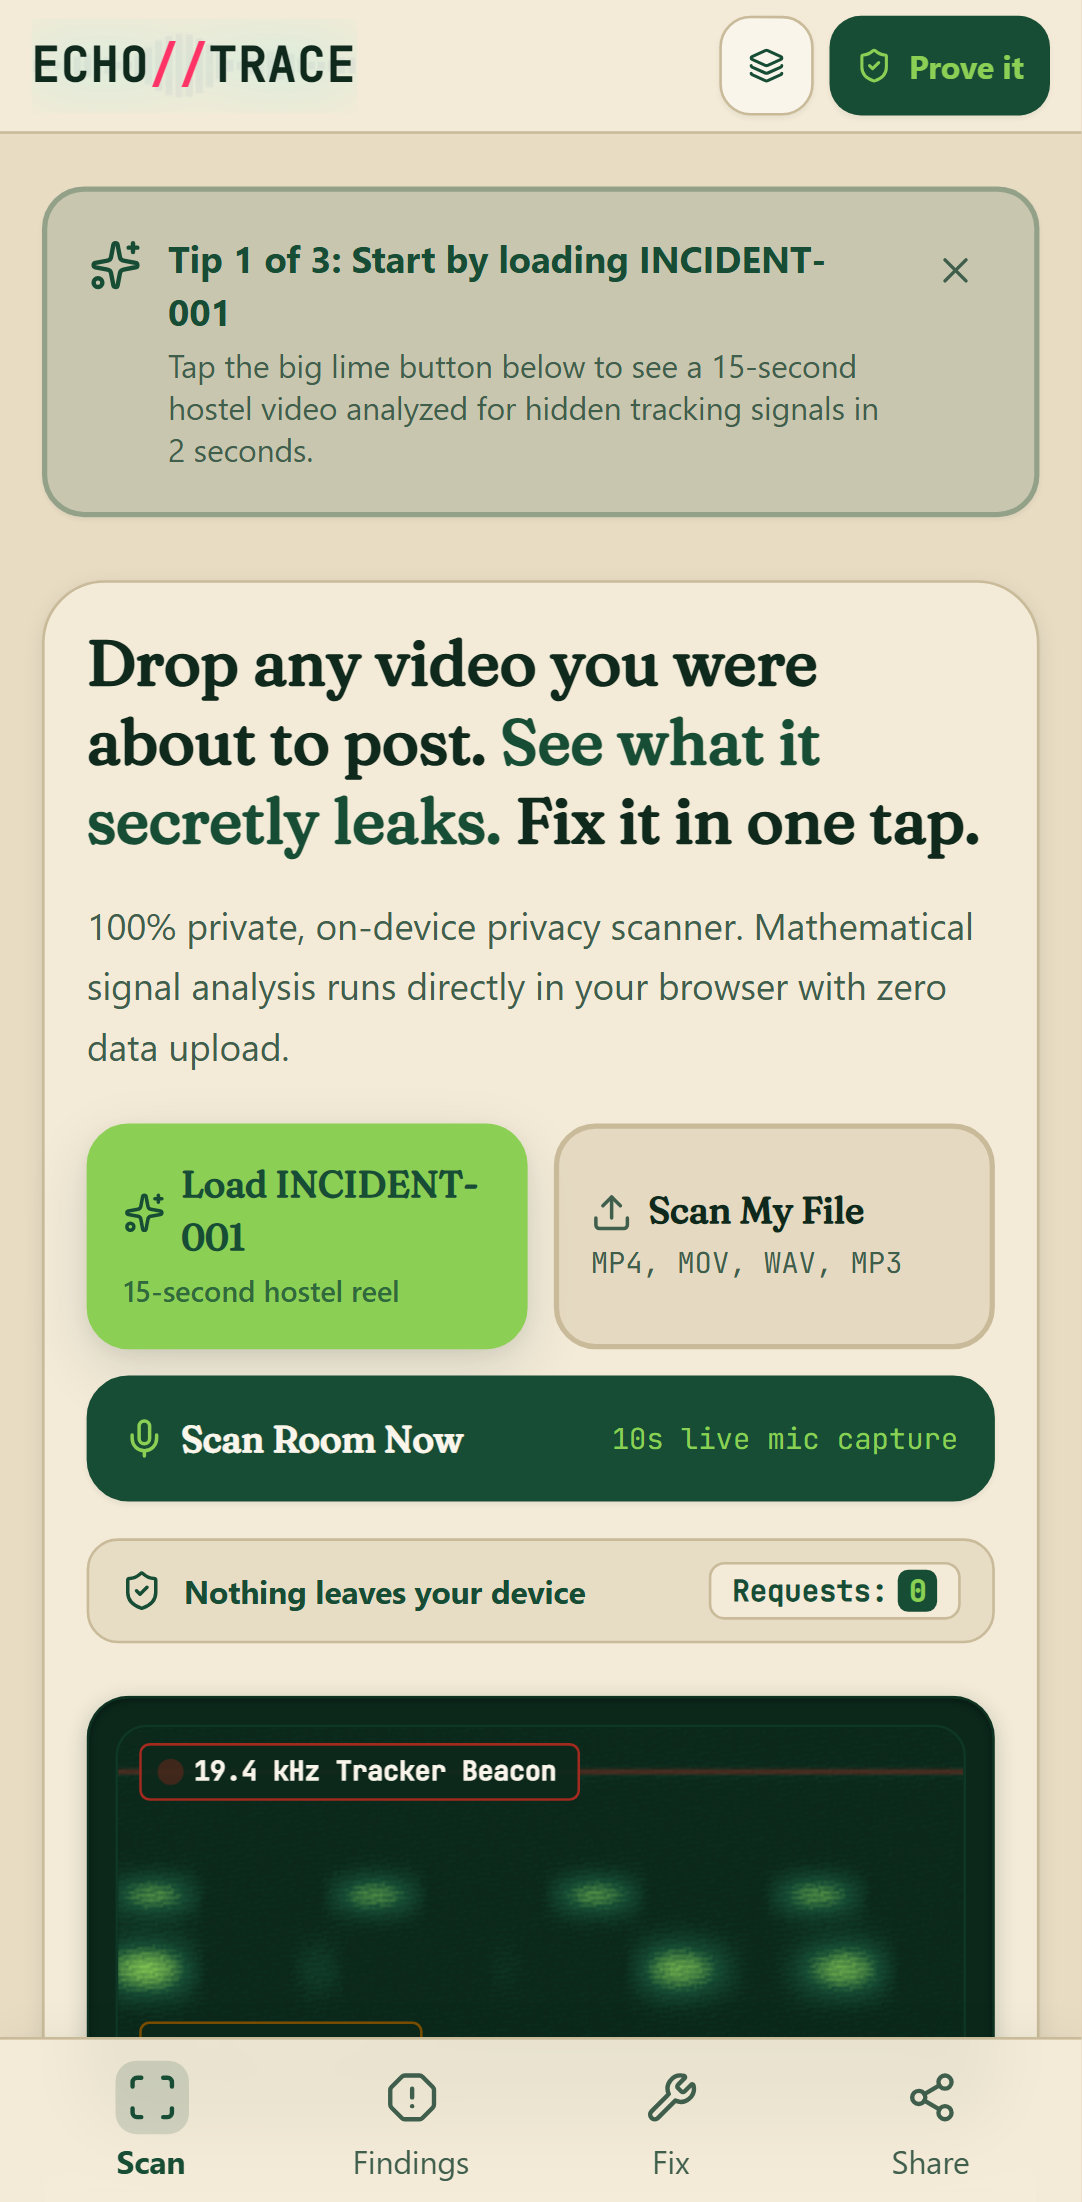 ECHO//TRACE
Prove it
Tip 1 of 3: Start by loading INCIDENT-
001
Tap the big lime button below to see a 15-second
hostel video analyzed for hidden tracking signals in
2 seconds.
Drop any video you were
about to post. See what it
secretly leaks. Fix it in one tap.
100% private, on-device privacy scanner. Mathematical
signal analysis runs directly in your browser with zero
data upload.
Load INCIDENT-
001
15-second hostel reel
Scan My File
MP4, MOV, WAV, MP3
Scan Room Now
10s live mic capture
Nothing leaves your device
Requests: 0
19.4 kHz Tracker Beacon
Scan
Findings
Fix
Share